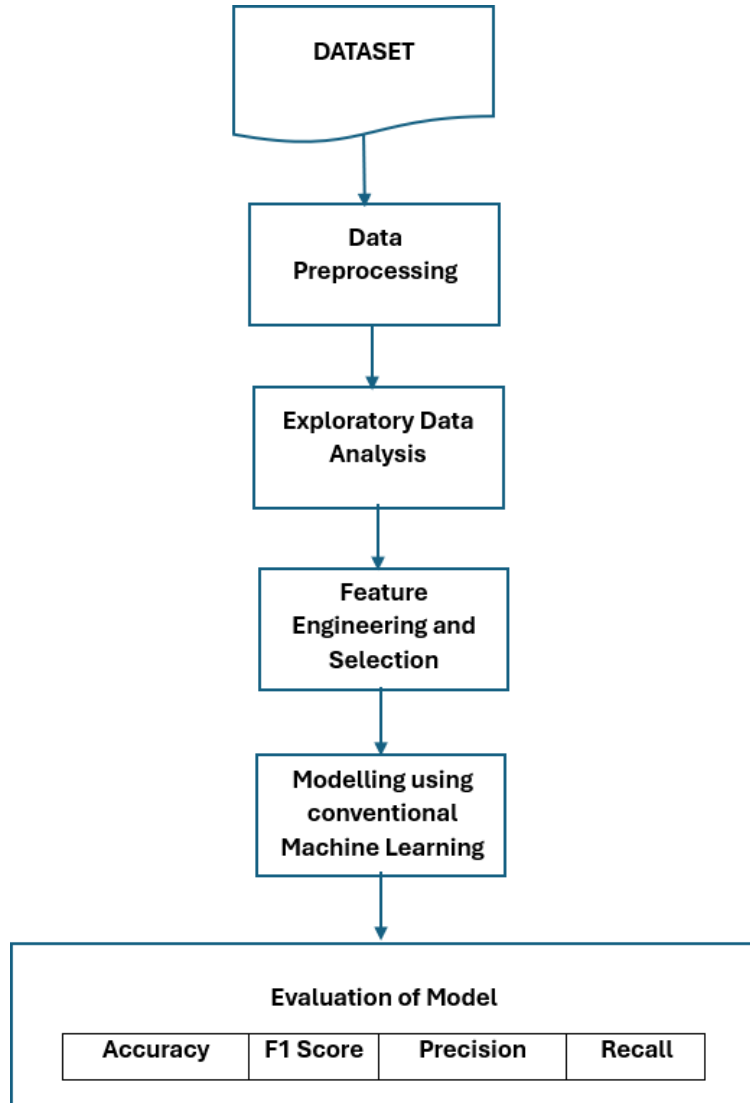 DATASET
Data
Preprocessing
Exploratory Data
Analysis
Feature
Engineering and
Selection
Modelling using
conventional
Machine Learning
Evaluation of Model
Accuracy F1 Score Precision Recall